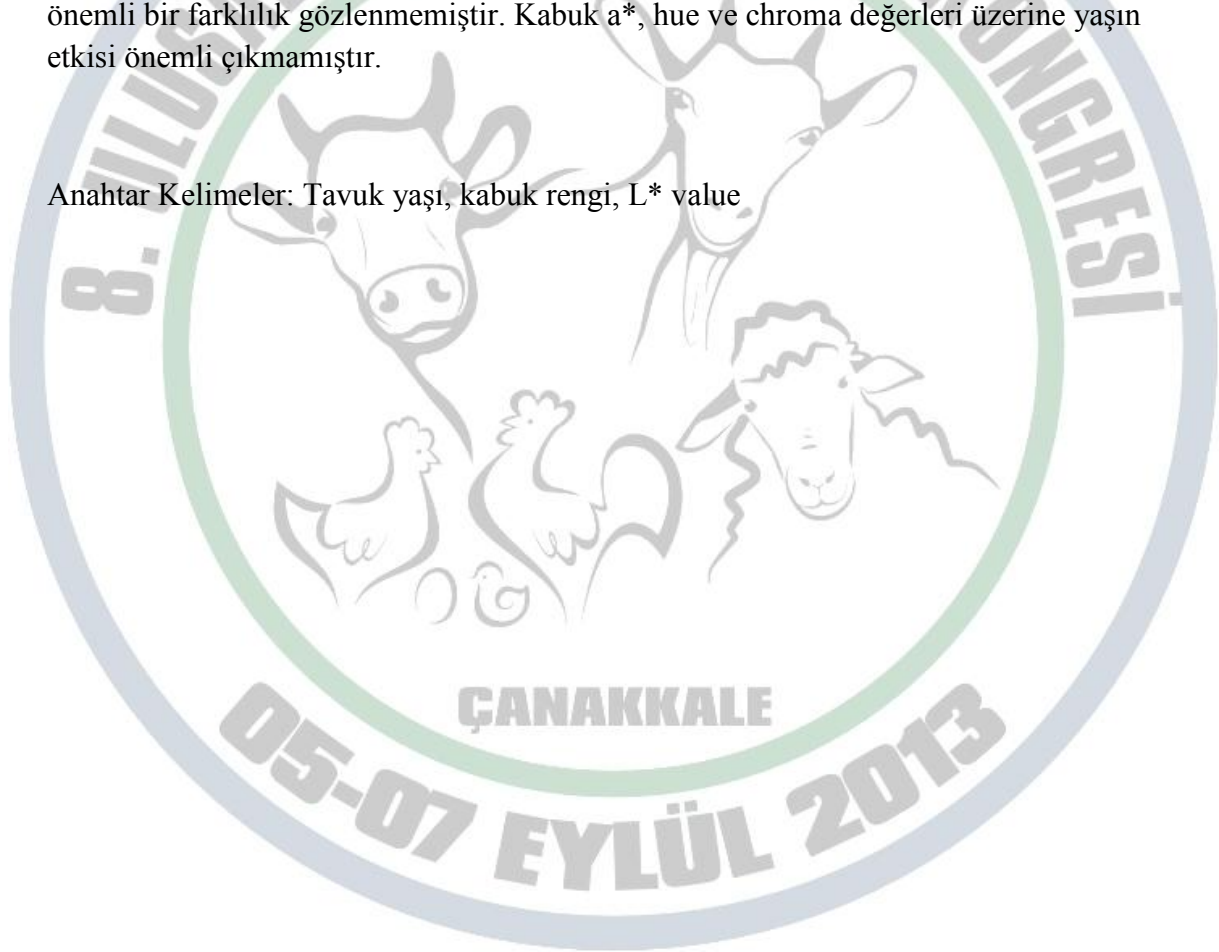 önemli bir farklılık gözlenmemiştir. Kabuk a*, hue ve chroma değerleri üzerine yaşın
etkisi önemli çıkmamıştır.
Anahtar Kelimeler: Tavuk yaşı, kabuk rengi, L* value
8.
ÇANAKKALE
05-07 EYLÜL 2013